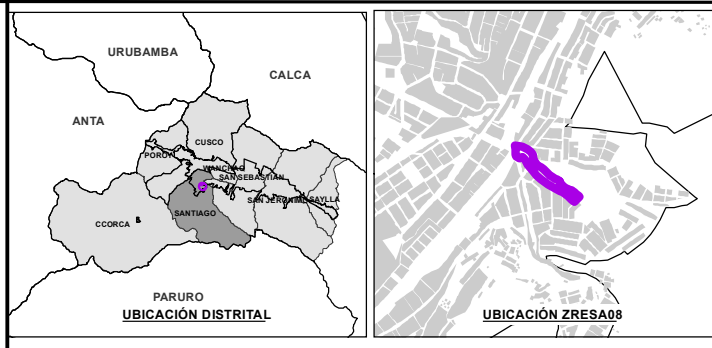 URUBAMBA
CALCA
ANTA
CUSCO
POROY
WANCHAQ
SAN SEBASTIAN
SAN JERONIMO
SAYLLA
SANTIAGO
CCORCA
PARURO
UBICACIÓN DISTRITAL
UBICACIÓN ZRESA08